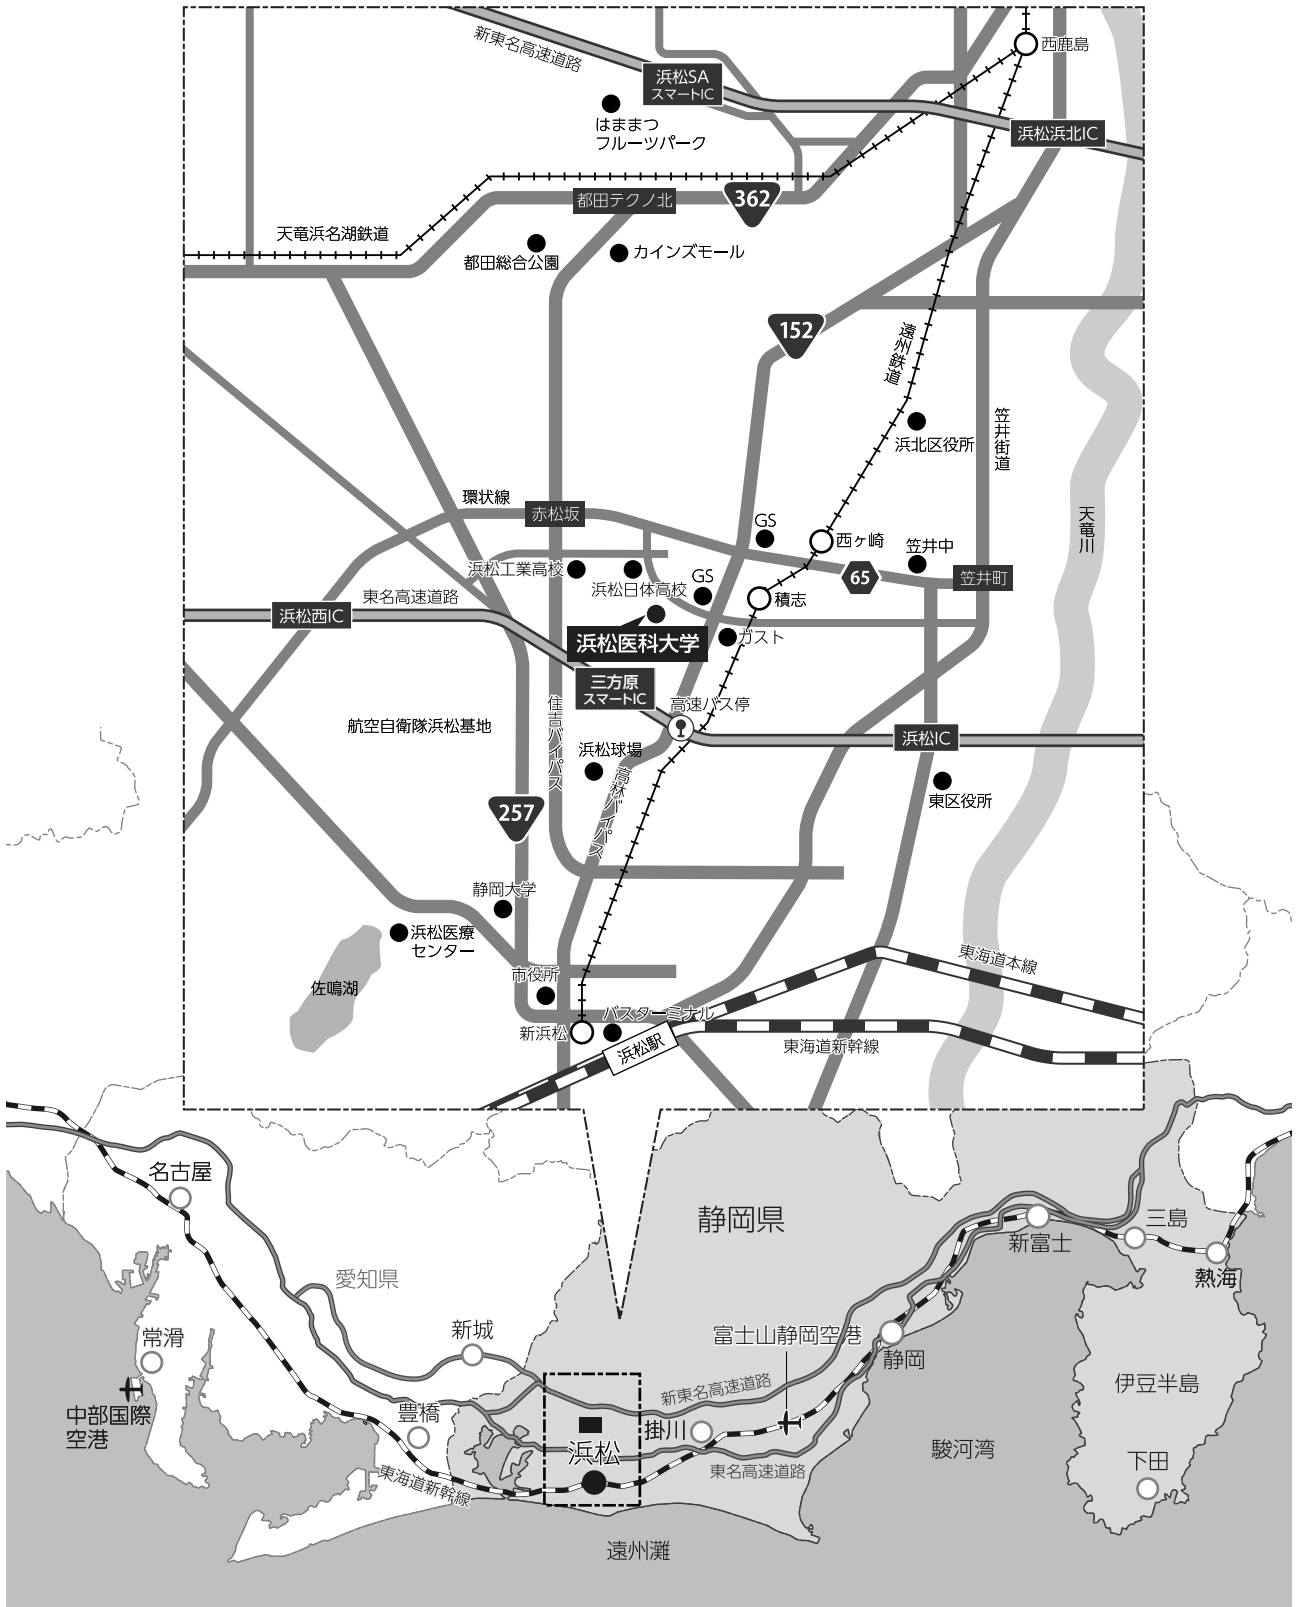 西鹿島
新東名高速道路
浜松SA
スマートIC
はままつ
フルーツパーク
浜松浜北IC
都田テクノ北
362
天竜浜名湖鉄道
都田総合公園
カインズモール
152
遠州鉄道
笠井街道
浜北区役所
環状線
赤松坂
GS
西ヶ崎
笠井中
天竜川
浜松工業高校
浜松日体高校
GS
65
笠井町
東名高速道路
積志
浜松西IC
浜松医科大学
ガスト
三方原
スマートIC
高速バス停
住吉バイパス
航空自衛隊浜松基地
浜松球場
高林バイパス
浜松IC
東区役所
257
静岡大学
浜松医療
センター
佐鳴湖
市役所
東海道本線
新浜松
バスターミナル
浜松駅
東海道新幹線
名古屋
静岡県
三島
新富士
熱海
愛知県
常滑
新城
富士山静岡空港
静岡
中部国際
空港
豊橋
新東名高速道路
伊豆半島
掛川
浜松
駿河湾
東海道新幹線
東名高速道路
下田
遠州灘